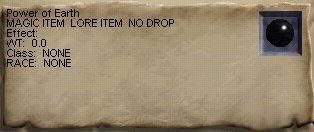 Power of Earth
MAGIC ITEM LORE ITEM NO DROP
Effect:
WT: 0.0
Class: NONE
RACE: NONE